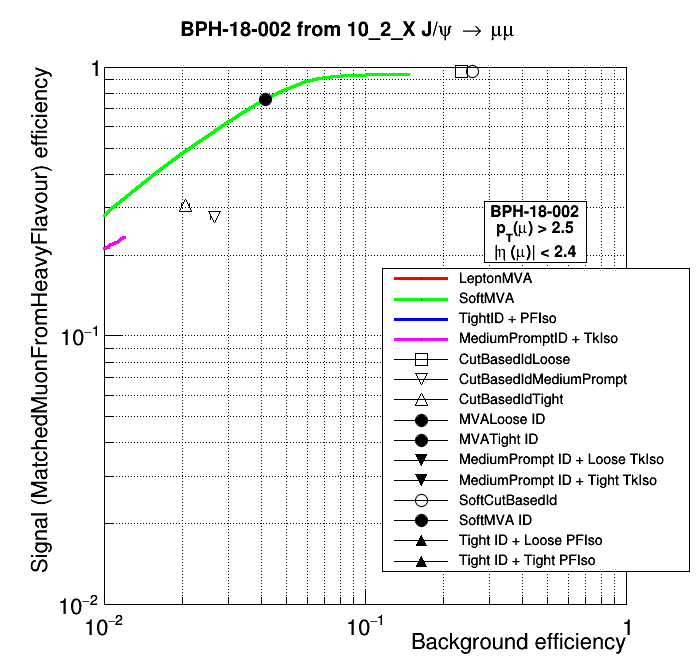 BPH-18-002 from 10_2_X J/ψ → μμ
Signal (MatchedMuonFromHeavyFlavour) efficiency
1
10⁻¹
10⁻²
BPH-18-002
p_T(μ) > 2.5
|η (μ)| < 2.4
LeptonMVA
SoftMVA
TightID + PFIso
MediumPromptID + TkIso
CutBasedIdLoose
CutBasedIdMediumPrompt
CutBasedIdTight
MVALoose ID
MVATight ID
MediumPrompt ID + Loose TkIso
MediumPrompt ID + Tight TkIso
SoftCutBasedId
SoftMVA ID
Tight ID + Loose PFIso
Tight ID + Tight PFIso
10⁻² 10⁻¹ 1
Background efficiency